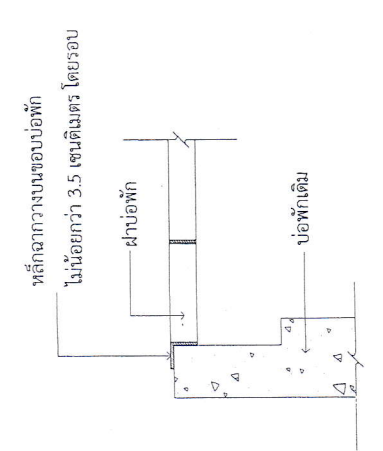 หล็กฉากวางบนขอบบ่อพัก
ไม่น้อยกว่า 3.5 เซนติเมตร โดยรอบ
ฝาบ่อพัก
บ่อพักเดิม